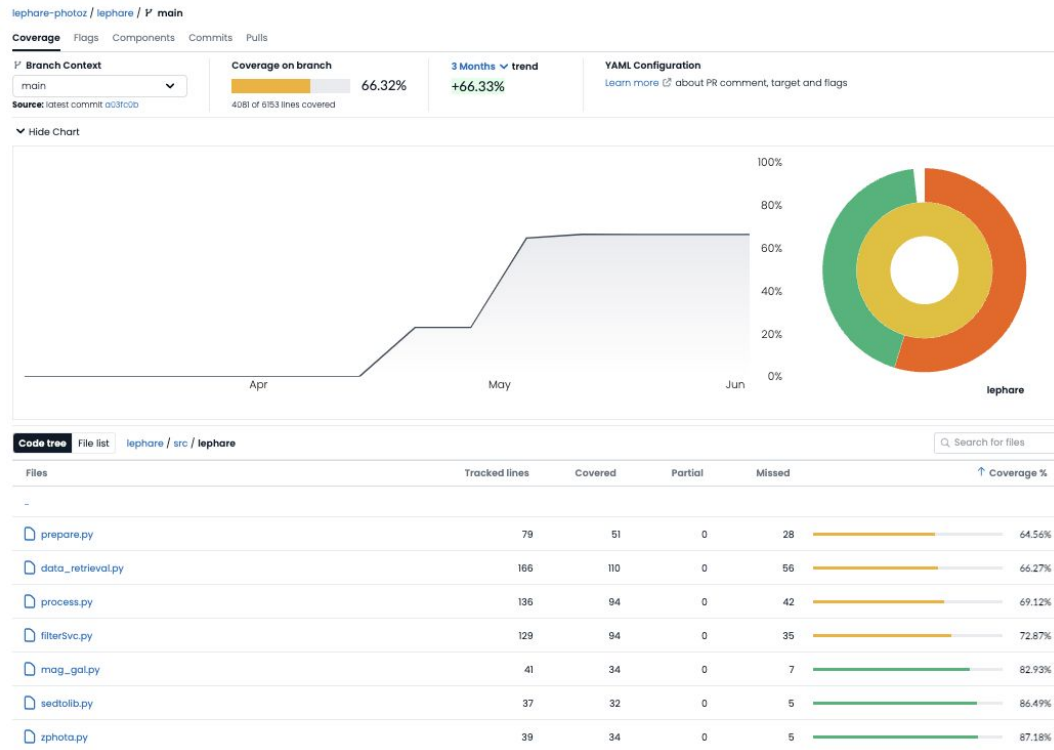 lephare-photoz / lephare / main
Coverage Flags Components Commits Pulls
Branch Context
main
Source: latest commit a03fc0b
Coverage on branch
66.32%
4081 of 6153 lines covered
3 Months trend
+66.33%
YAML Configuration
Learn more about PR comment, target and flags
Hide Chart
100%
80%
60%
40%
20%
0%
Apr May Jun
lephare
Code tree File list lephare / src / lephare
Search for files
Files Tracked lines Covered Partial Missed ↑ Coverage %
..
prepare.py 79 51 0 28 64.56%
data_retrieval.py 166 110 0 56 66.27%
process.py 136 94 0 42 69.12%
filterSvc.py 129 94 0 35 72.87%
mag_gal.py 41 34 0 7 82.93%
sedtolib.py 37 32 0 5 86.49%
zphota.py 39 34 0 5 87.18%